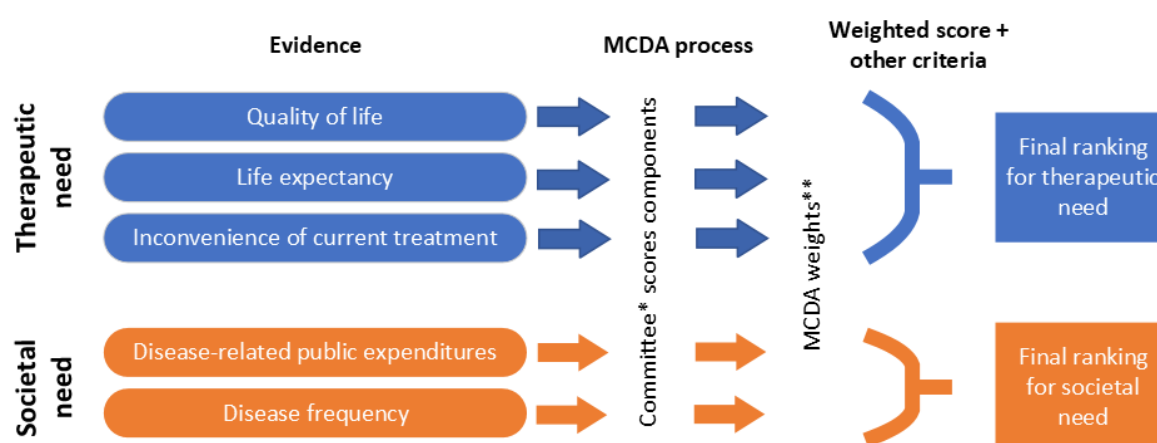 Evidence
MCDA process
Weighted score +
other criteria
Therapeutic
need
Quality of life
Life expectancy
Inconvenience of current treatment
Committee* scores components
MCDA weights**
Final ranking
for therapeutic
need
Societal
need
Disease-related public expenditures
Disease frequency
Final ranking
for societal
need